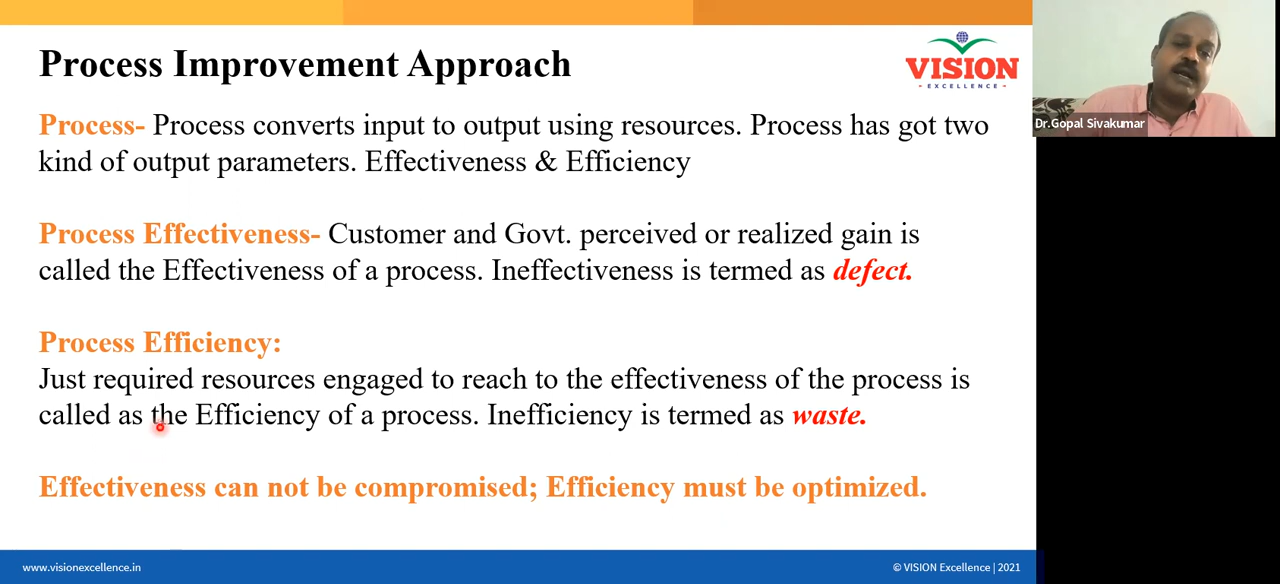 Process Improvement Approach
VISION
- EXCELLENCE -
Dr.Gopal Sivakumar
Process- Process converts input to output using resources. Process has got two
kind of output parameters. Effectiveness & Efficiency
Process Effectiveness- Customer and Govt. perceived or realized gain is
called the Effectiveness of a process. Ineffectiveness is termed as defect.
Process Efficiency:
Just required resources engaged to reach to the effectiveness of the process is
called as the Efficiency of a process. Inefficiency is termed as waste.
Effectiveness can not be compromised; Efficiency must be optimized.
www.visionexcellence.in
© VISION Excellence | 2021